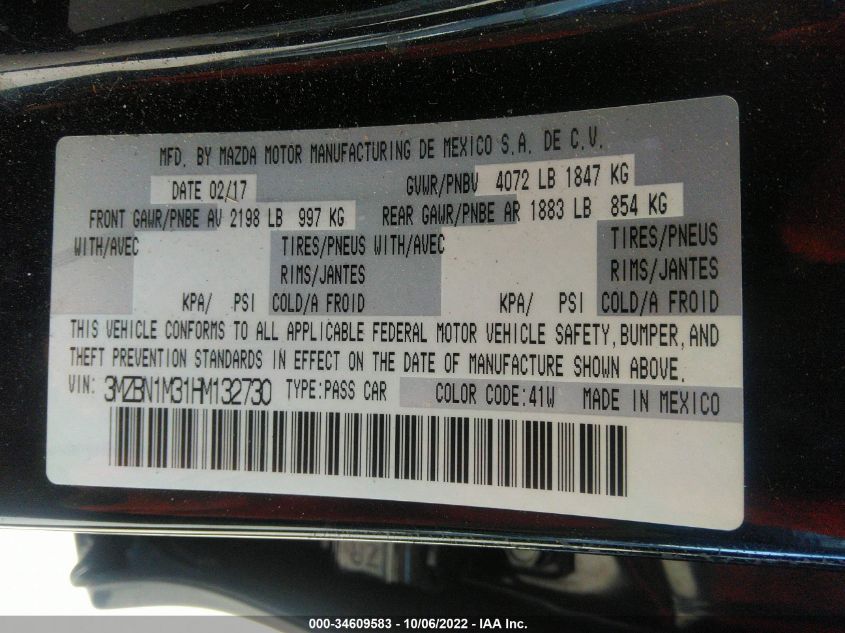 MFD. BY MAZDA MOTOR MANUFACTURING DE MEXICO S.A. DE C.V.
DATE 02/17 GVWR/PNBV 4072 LB 1847 KG
FRONT GAWR/PNBE AV 2198 LB 997 KG REAR GAWR/PNBE AR 1883 LB 854 KG
WITH/AVEC TIRES/PNEUS WITH/AVEC TIRES/PNEUS
RIMS/JANTES RIMS/JANTES
KPA/ PSI COLD/A FROID KPA/ PSI COLD/A FROID
THIS VEHICLE CONFORMS TO ALL APPLICABLE FEDERAL MOTOR VEHICLE SAFETY, BUMPER, AND
THEFT PREVENTION STANDARDS IN EFFECT ON THE DATE OF MANUFACTURE SHOWN ABOVE.
VIN: 3MZBN1M31HM132730 TYPE:PASS CAR COLOR CODE:41W MADE IN MEXICO
000-34609583 - 10/06/2022 - IAA Inc.